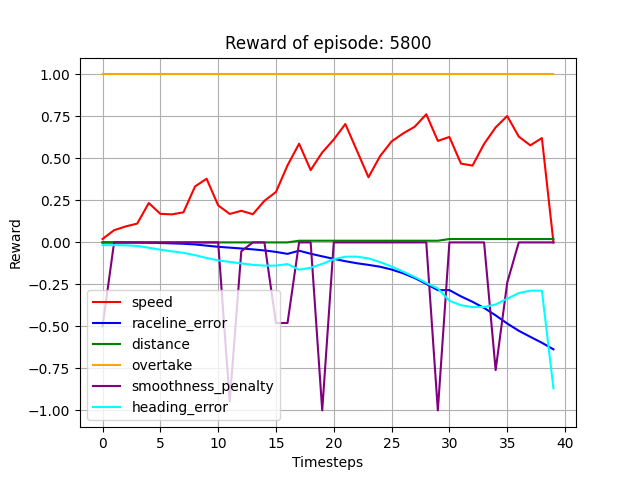 Reward of episode: 5800
1.00
0.75
0.50
0.25
0.00
−0.25
−0.50
−0.75
−1.00
Reward
speed
raceline_error
distance
overtake
smoothness_penalty
heading_error
0 5 10 15 20 25 30 35 40
Timesteps